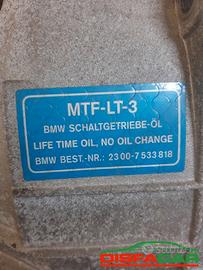 MTF-LT-3
BMW SCHALTGETRIEBE-ÖL
LIFE TIME OIL, NO OIL CHANGE
BMW BEST.-NR.: 23 00-7 533 818